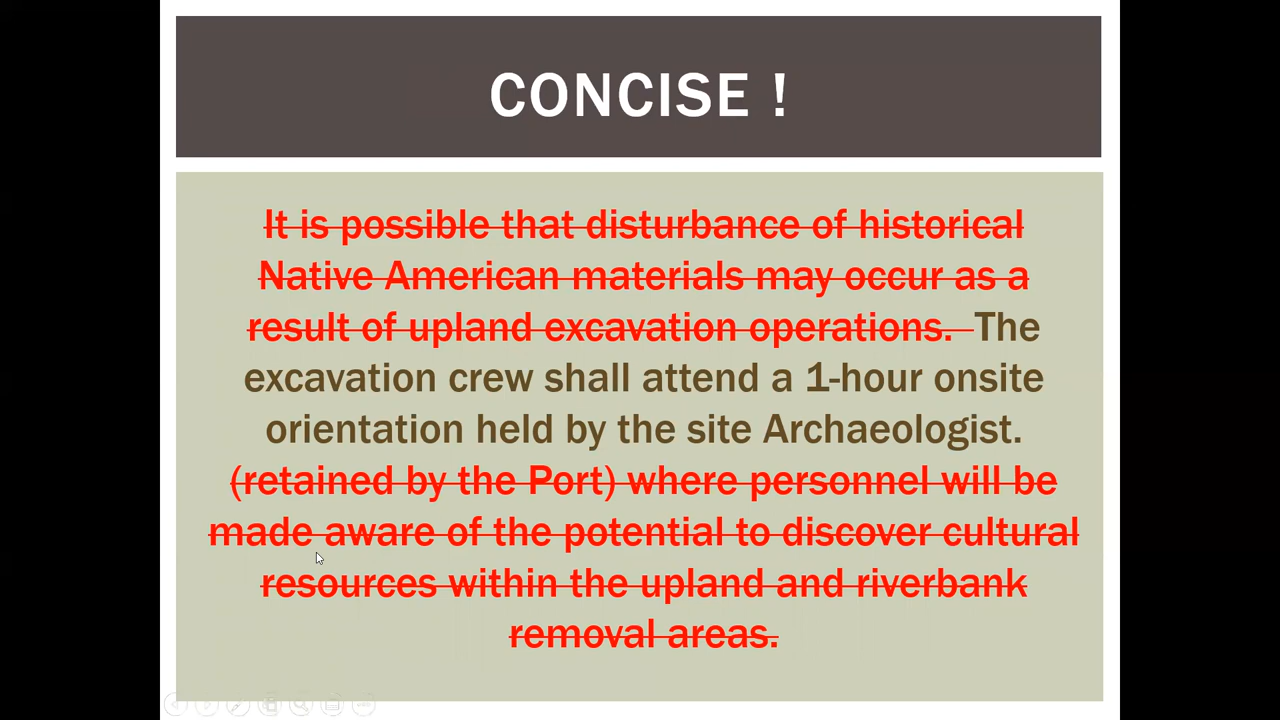 CONCISE !
It is possible that disturbance of historical
Native American materials may occur as a
result of upland excavation operations. The
excavation crew shall attend a 1-hour onsite
orientation held by the site Archaeologist.
(retained by the Port) where personnel will be
made aware of the potential to discover cultural
resources within the upland and riverbank
removal areas.